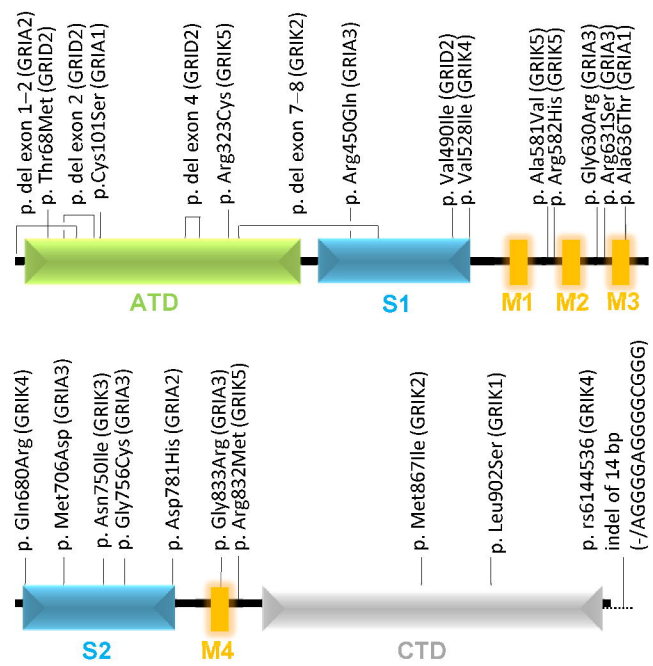 p. del exon 1–2 (GRIA2)
p. Thr68Met (GRID2)
p. del exon 2 (GRID2)
p.Cys101Ser (GRIA1)
p. del exon 4 (GRID2)
p. Arg323Cys (GRIK5)
p. del exon 7–8 (GRIK2)
p. Arg450Gln (GRIA3)
p. Val490Ile (GRID2)
p. Val528Ile (GRIK4)
p. Ala581Val (GRIK5)
p. Arg582His (GRIK5)
p. Gly630Arg (GRIA3)
p. Arg631Ser (GRIA3)
p. Ala636Thr (GRIA1)
ATD
S1
M1
M2
M3
p. Gln680Arg (GRIK4)
p. Met706Asp (GRIA3)
p. Asn750Ile (GRIK3)
p. Gly756Cys (GRIA3)
p. Asp781His (GRIA2)
p. Gly833Arg (GRIA3)
p. Arg832Met (GRIK5)
p. Met867Ile (GRIK2)
p. Leu902Ser (GRIK1)
p. rs6144536 (GRIK4)
indel of 14 bp
(-/AGGGGAGGGGCGGG)
S2
M4
CTD